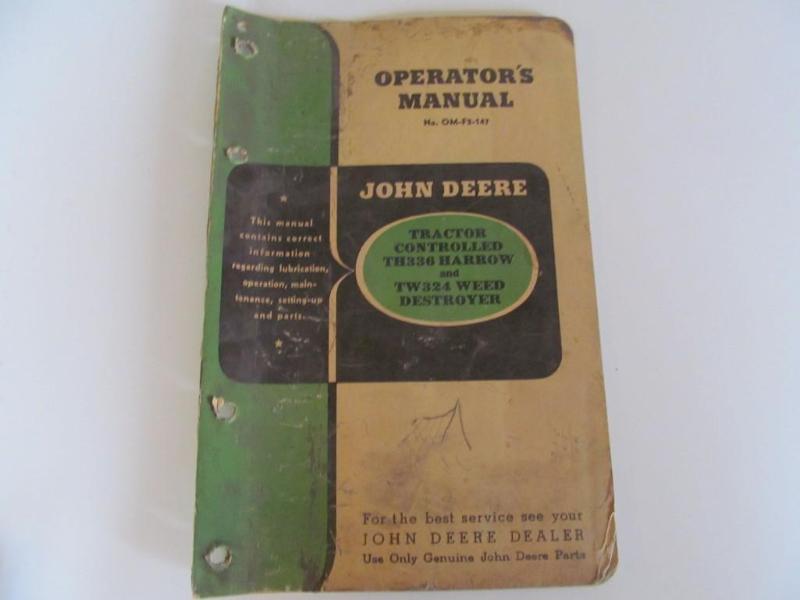 OPERATOR'S
MANUAL
No. OM-F2-147
JOHN DEERE
TRACTOR
CONTROLLED
TH336 HARROW
and
TW324 WEED
DESTROYER
This manual
contains correct
information
regarding lubrication,
operation, main-
tenance, setting-up
and parts.
For the best service see your
JOHN DEERE DEALER
Use Only Genuine John Deere Parts